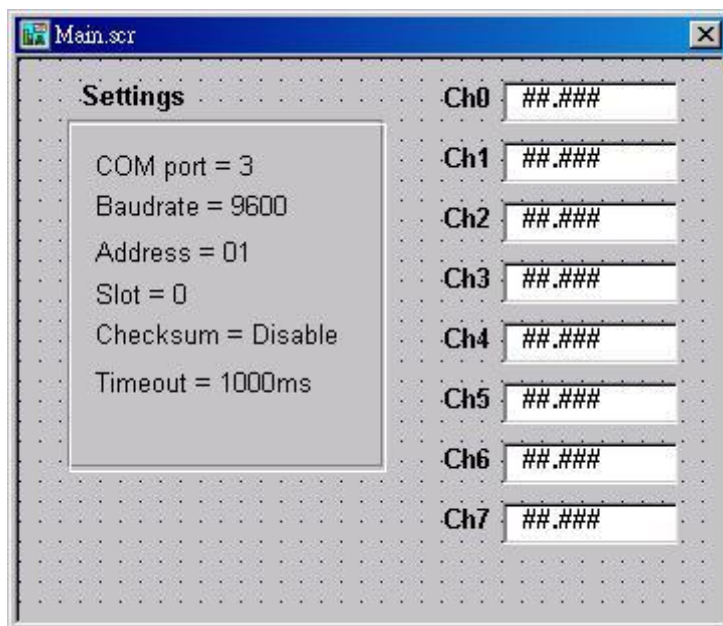 Main.scr
Settings
COM port = 3
Baudrate = 9600
Address = 01
Slot = 0
Checksum = Disable
Timeout = 1000ms
Ch0 ##.###
Ch1 ##.###
Ch2 ##.###
Ch3 ##.###
Ch4 ##.###
Ch5 ##.###
Ch6 ##.###
Ch7 ##.###